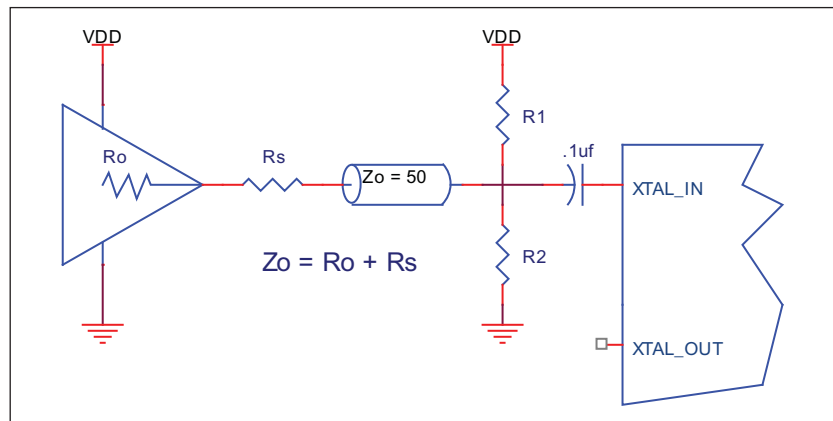 VDD
VDD
Ro
Rs
Zo = 50
R1
.1uf
XTAL_IN
Zo = Ro + Rs
R2
XTAL_OUT